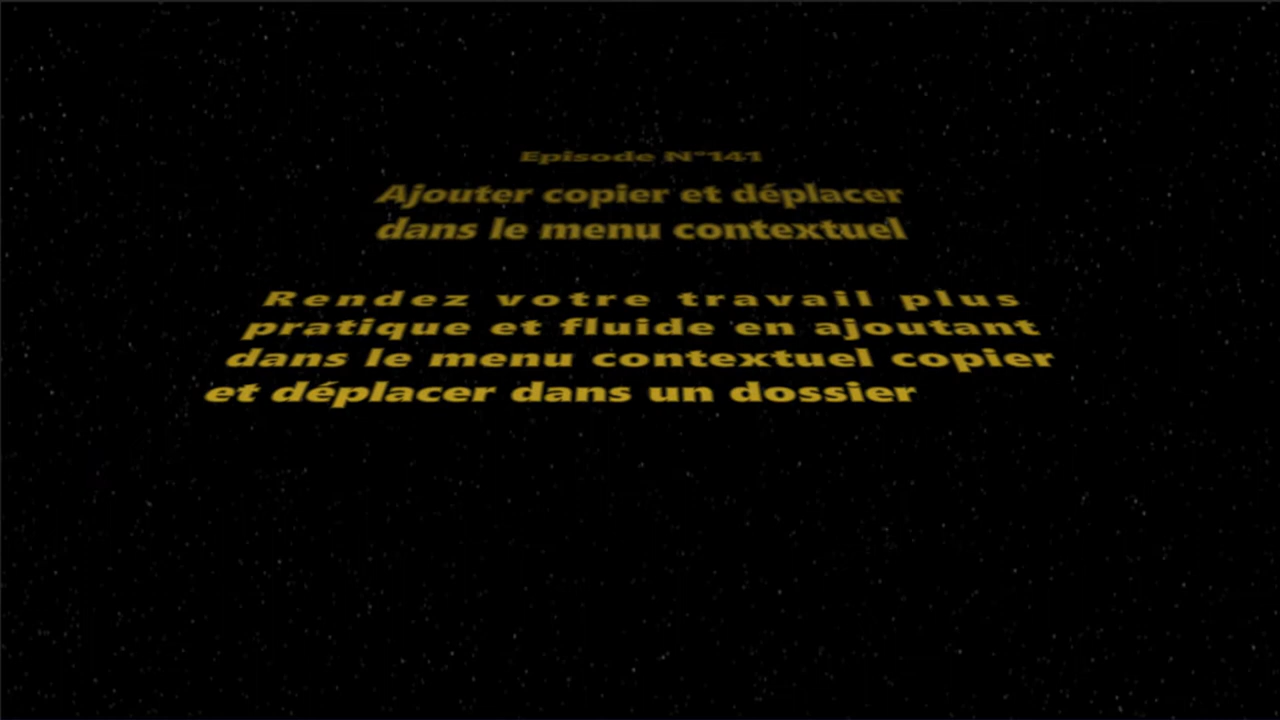 Episode N°141
Ajouter copier et déplacer
dans le menu contextuel
Rendez votre travail plus
pratique et fluide en ajoutant
dans le menu contextuel copier
et déplacer dans un dossier